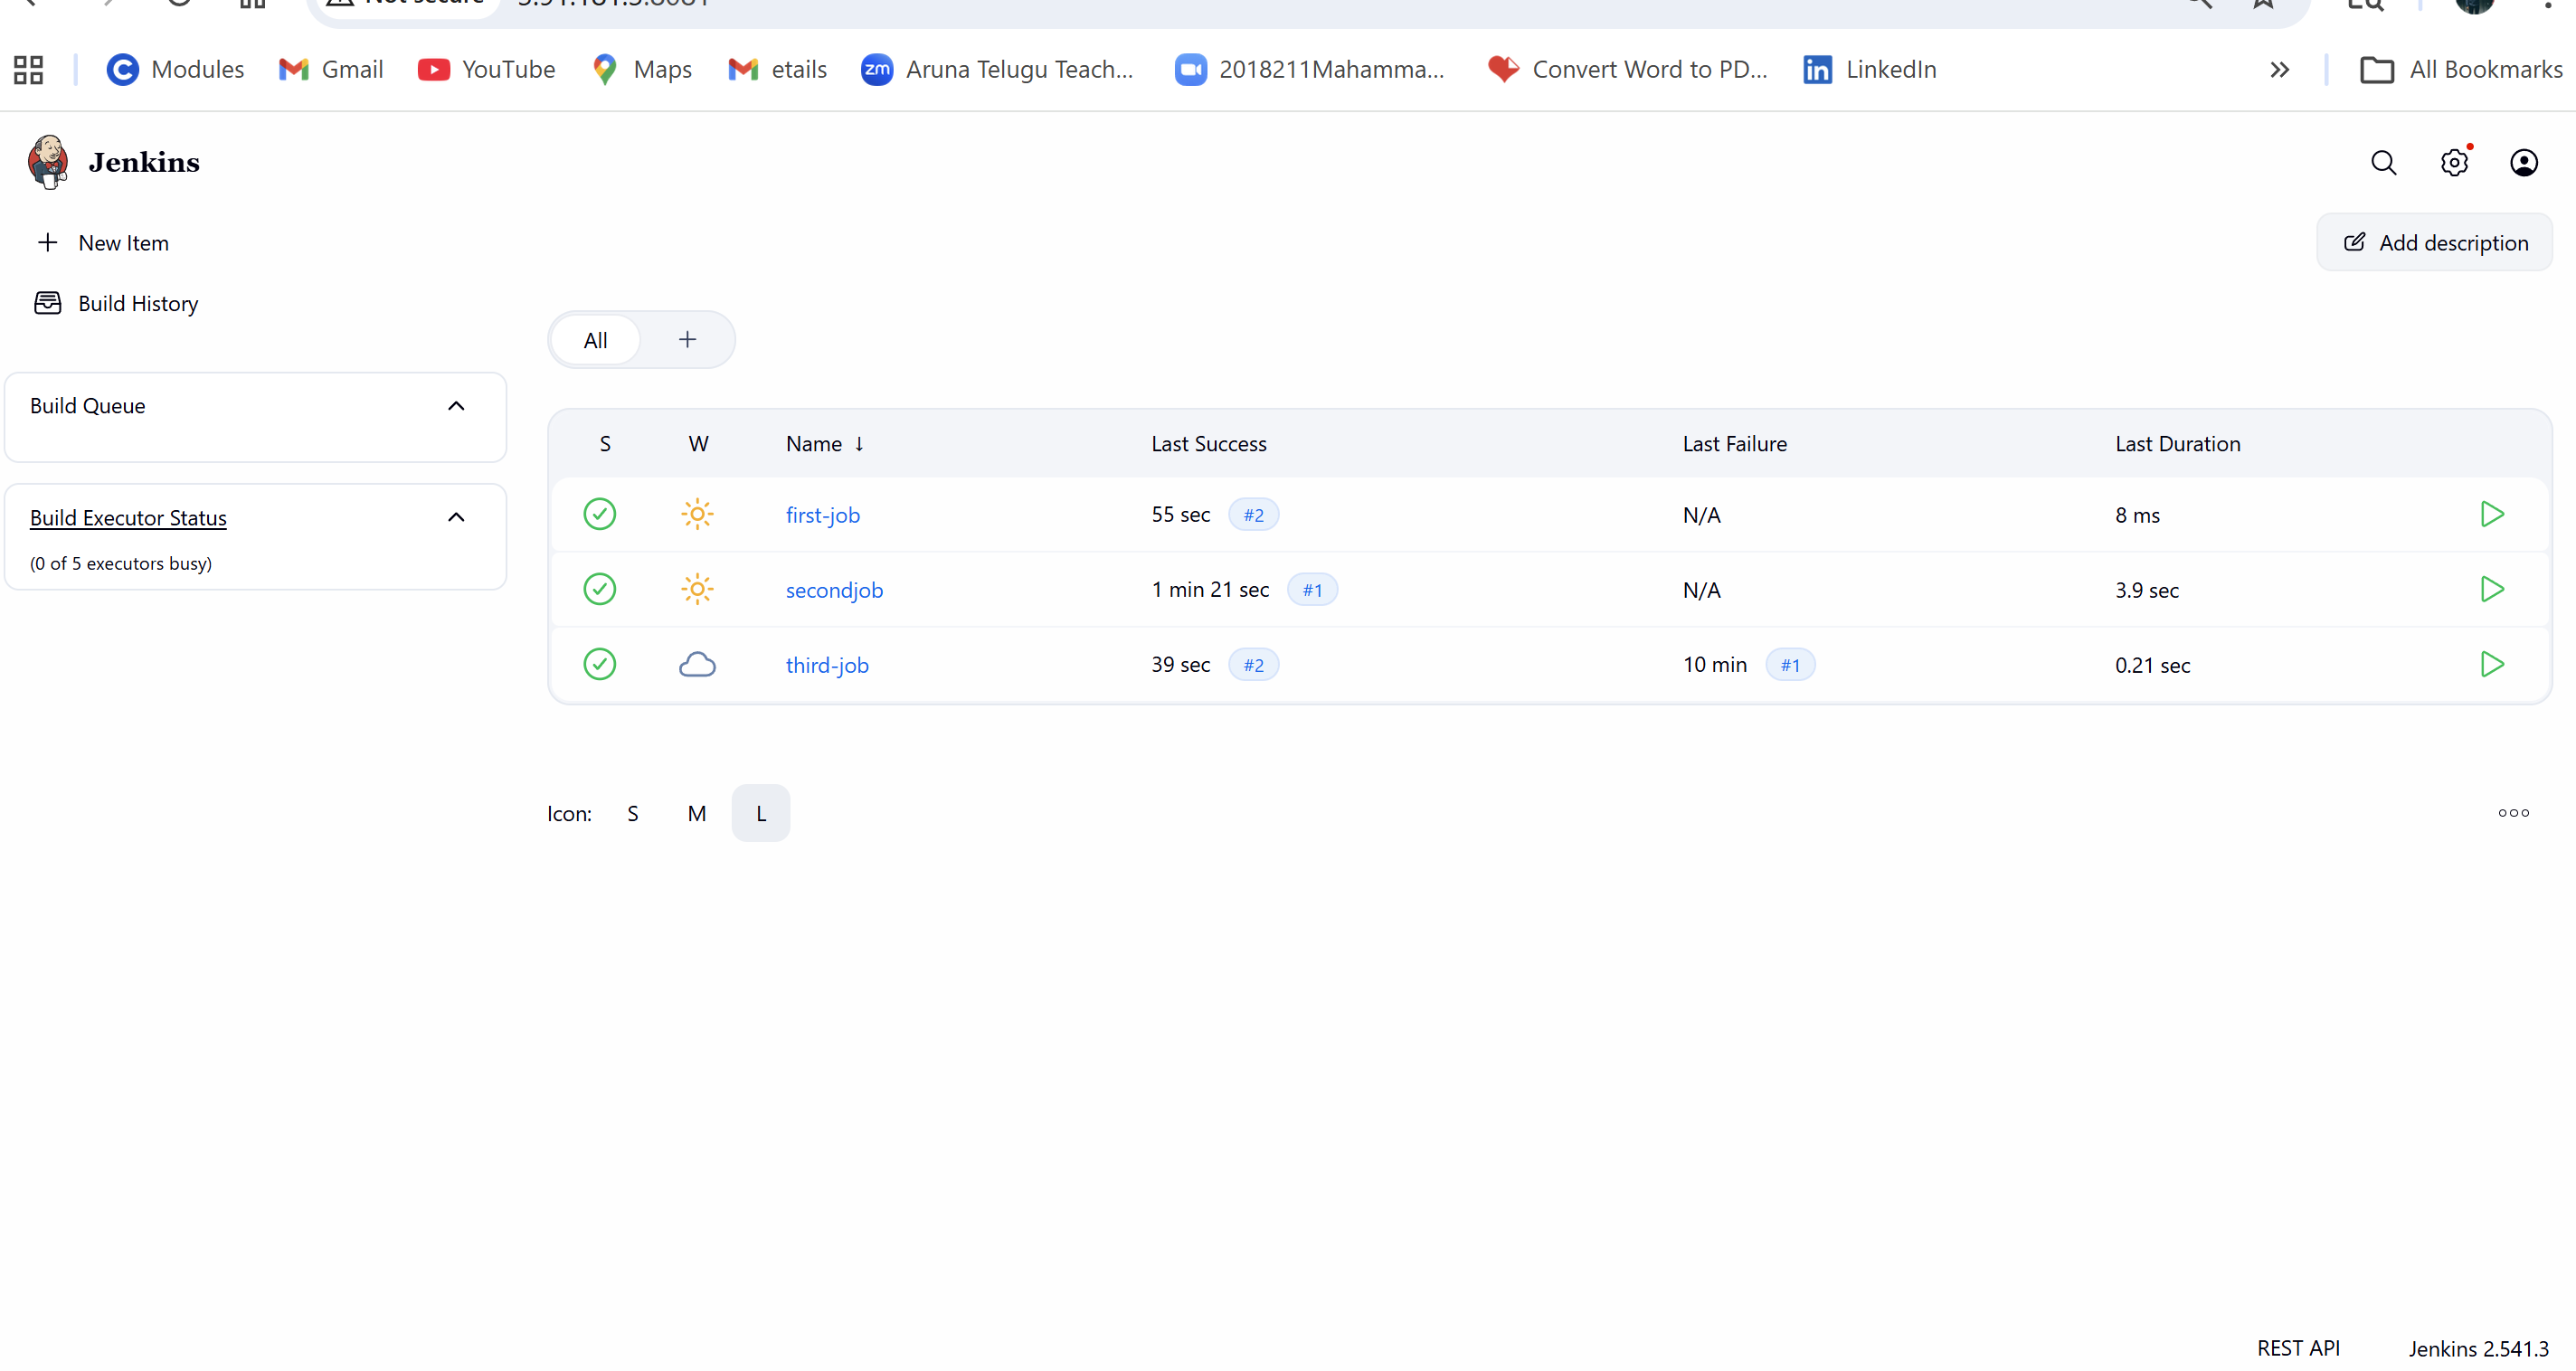 Modules Gmail YouTube Maps etails zm Aruna Telugu Teach... 2018211Mahamma... Convert Word to PD... LinkedIn All Bookmarks
Jenkins
New Item
Add description
Build History
All
Build Queue
Build Executor Status
(0 of 5 executors busy)
S W Name ↓ Last Success Last Failure Last Duration
first-job 55 sec #2 N/A 8 ms
secondjob 1 min 21 sec #1 N/A 3.9 sec
third-job 39 sec #2 10 min #1 0.21 sec
Icon: S M L
REST API Jenkins 2.541.3